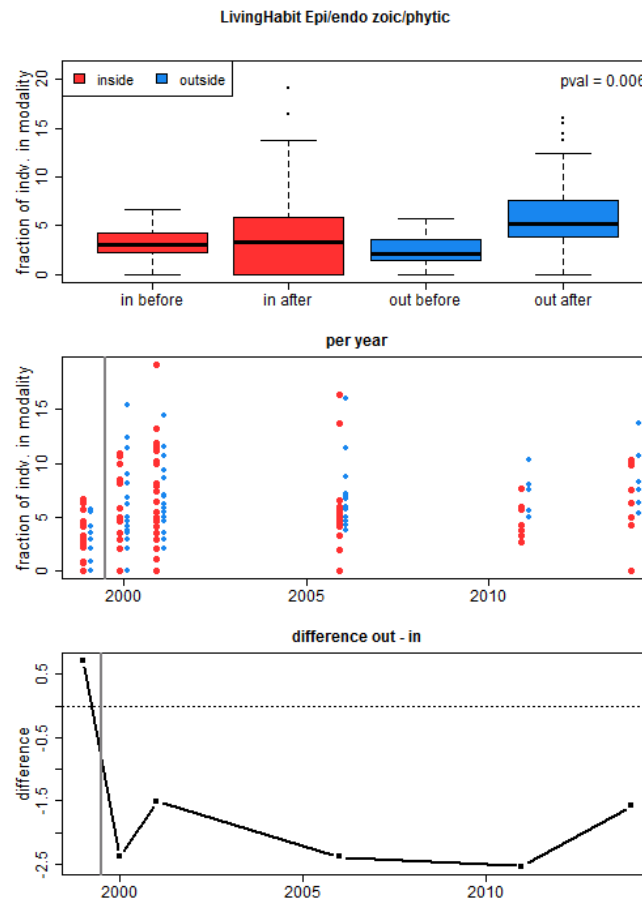 LivingHabit Epi/endo zoic/phytic
fraction of indv. in modality
20
15
10
5
0
inside outside
pval = 0.006
in before in after out before out after
per year
fraction of indv. in modality
15
10
5
0
2000 2005 2010
difference out - in
difference
0.5
-0.5
-1.5
-2.5
2000 2005 2010